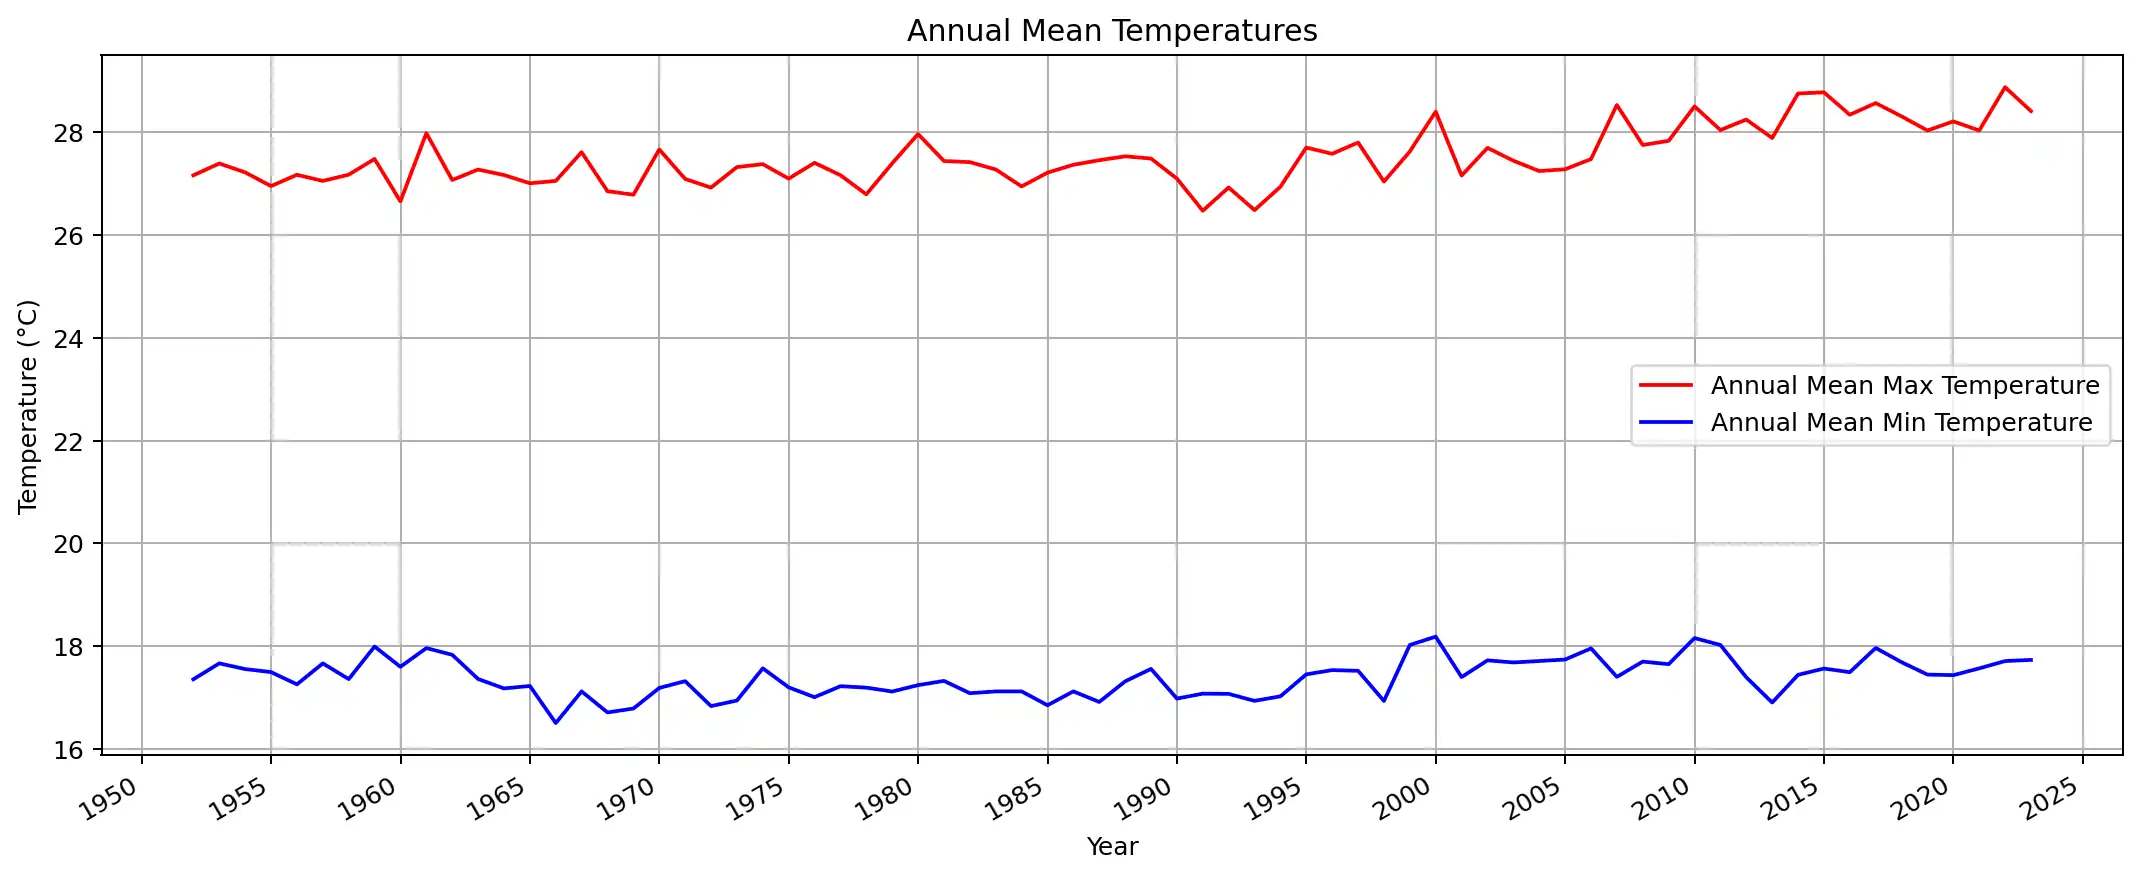 Annual Mean Temperatures
Temperature (°C)
28
26
24
22
20
18
16
Annual Mean Max Temperature
Annual Mean Min Temperature
1950 1955 1960 1965 1970 1975 1980 1985 1990 1995 2000 2005 2010 2015 2020 2025
Year